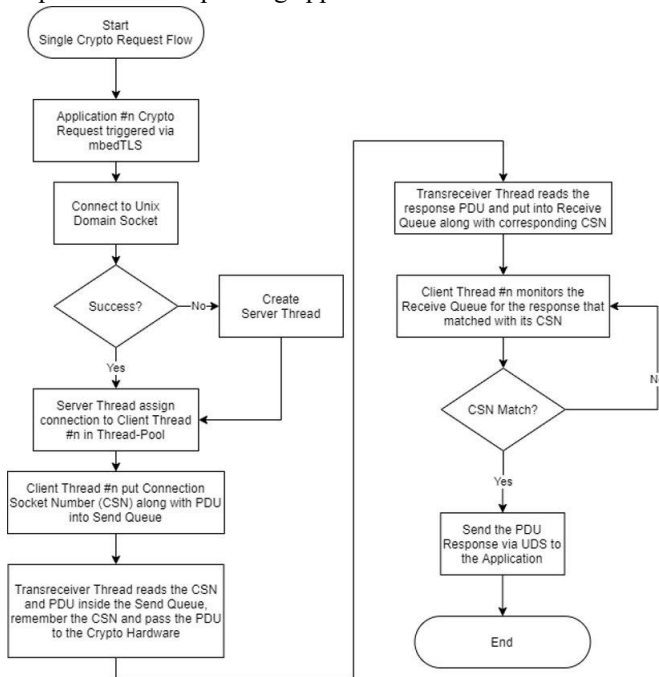 Start
Single Crypto Request Flow
Application #n Crypto
Request triggered via
mbedTLS
Connect to Unix
Domain Socket
Success?
No
Create
Server Thread
Yes
Server Thread assign
connection to Client Thread
#n in Thread-Pool
Client Thread #n put Connection
Socket Number (CSN) along with PDU
into Send Queue
Transreceiver Thread reads the CSN
and PDU inside the Send Queue,
remember the CSN and pass the PDU
to the Crypto Hardware
Transreceiver Thread reads the
response PDU and put into Receive
Queue along with corresponding CSN
Client Thread #n monitors the
Receive Queue for the response that
matched with its CSN
CSN Match?
Yes
Send the PDU
Response via UDS to
the Application
End